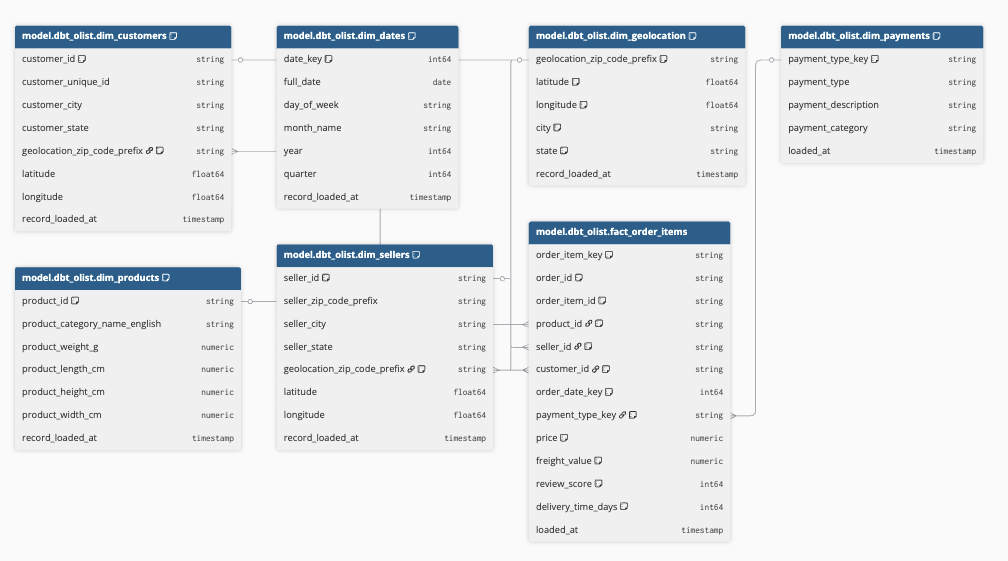 model.dbt_olist.dim_customers
customer_id string
customer_unique_id string
customer_city string
customer_state string
geolocation_zip_code_prefix string
latitude float64
longitude float64
record_loaded_at timestamp
model.dbt_olist.dim_dates
date_key int64
full_date date
day_of_week string
month_name string
year int64
quarter int64
record_loaded_at timestamp
model.dbt_olist.dim_geolocation
geolocation_zip_code_prefix string
latitude float64
longitude float64
city string
state string
record_loaded_at timestamp
model.dbt_olist.dim_payments
payment_type_key string
payment_type string
payment_description string
payment_category string
loaded_at timestamp
model.dbt_olist.dim_products
product_id string
product_category_name_english string
product_weight_g numeric
product_length_cm numeric
product_height_cm numeric
product_width_cm numeric
record_loaded_at timestamp
model.dbt_olist.dim_sellers
seller_id string
seller_zip_code_prefix string
seller_city string
seller_state string
geolocation_zip_code_prefix string
latitude float64
longitude float64
record_loaded_at timestamp
model.dbt_olist.fact_order_items
order_item_key string
order_id string
order_item_id string
product_id string
seller_id string
customer_id string
order_date_key int64
payment_type_key string
price numeric
freight_value numeric
review_score int64
delivery_time_days int64
loaded_at timestamp